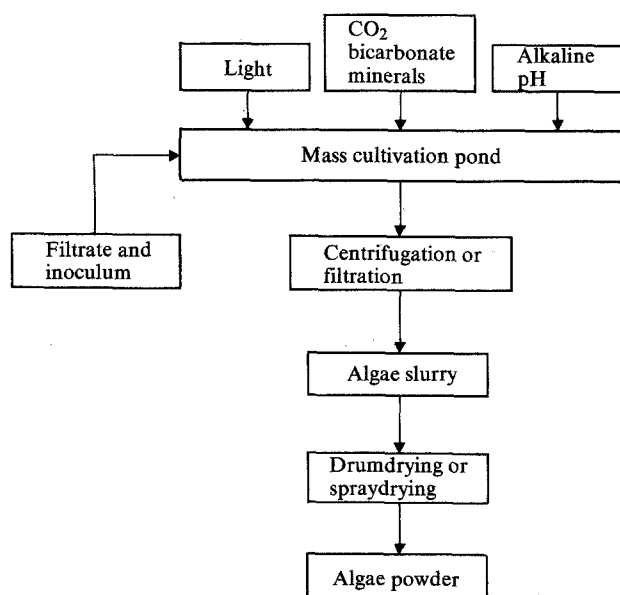 Light
CO₂
bicarbonate
minerals
Alkaline
pH
Mass cultivation pond
Filtrate and
inoculum
Centrifugation or
filtration
Algae slurry
Drumdrying or
spraydrying
Algae powder